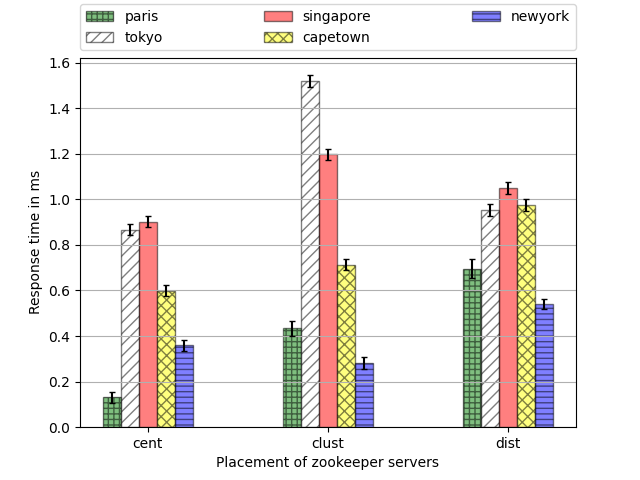 paris singapore newyork
tokyo capetown
1.6
1.4
1.2
1.0
0.8
0.6
0.4
0.2
0.0
Response time in ms
cent clust dist
Placement of zookeeper servers